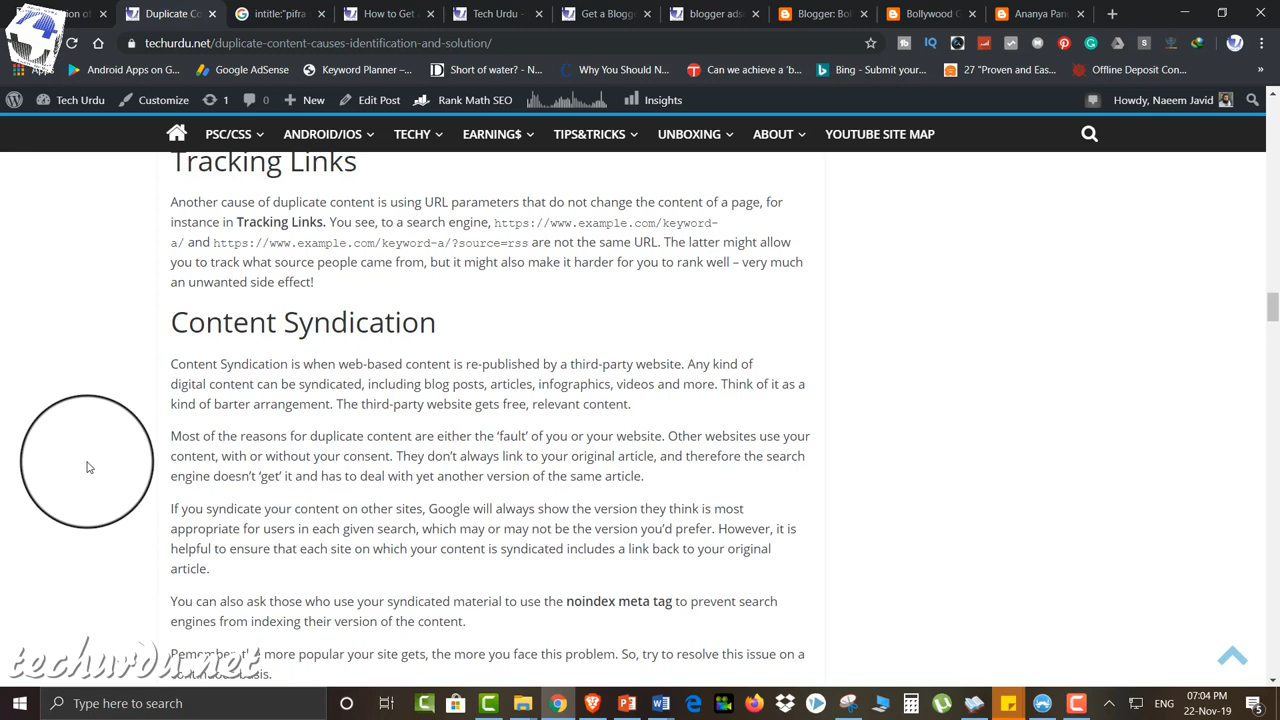 Duplicate C
intitle:"pifra
How to Get
Tech Urdu -
Get a Blogg
blogger ad
Blogger: Bo
Bollywood G
Ananya Pan
techurdu.net/duplicate-content-causes-identification-and-solution/
Apps
Android Apps on G...
Google AdSense
Keyword Planner –...
Short of water? - N...
Why You Should N...
Can we achieve a 'b...
Bing - Submit your...
27 "Proven and Eas...
Offline Deposit Con...
Tech Urdu
Customize
1
0
New
Edit Post
Rank Math SEO
Insights
Howdy, Naeem Javid
PSC/CSS
ANDROID/IOS
TECHY
EARNING$
TIPS&TRICKS
UNBOXING
ABOUT
YOUTUBE SITE MAP
Tracking Links
Another cause of duplicate content is using URL parameters that do not change the content of a page, for
instance in Tracking Links. You see, to a search engine, https://www.example.com/keyword-
a/ and https://www.example.com/keyword-a/?source=rss are not the same URL. The latter might allow
you to track what source people came from, but it might also make it harder for you to rank well – very much
an unwanted side effect!
Content Syndication
Content Syndication is when web-based content is re-published by a third-party website. Any kind of
digital content can be syndicated, including blog posts, articles, infographics, videos and more. Think of it as a
kind of barter arrangement. The third-party website gets free, relevant content.
Most of the reasons for duplicate content are either the ‘fault’ of you or your website. Other websites use your
content, with or without your consent. They don’t always link to your original article, and therefore the search
engine doesn’t ‘get’ it and has to deal with yet another version of the same article.
If you syndicate your content on other sites, Google will always show the version they think is most
appropriate for users in each given search, which may or may not be the version you’d prefer. However, it is
helpful to ensure that each site on which your content is syndicated includes a link back to your original
article.
You can also ask those who use your syndicated material to use the noindex meta tag to prevent search
engines from indexing their version of the content.
Remember the more popular your site gets, the more you face this problem. So, try to resolve this issue on a
continuous basis.
techurdu.net
Type here to search
ENG
07:04 PM
22-Nov-19
5